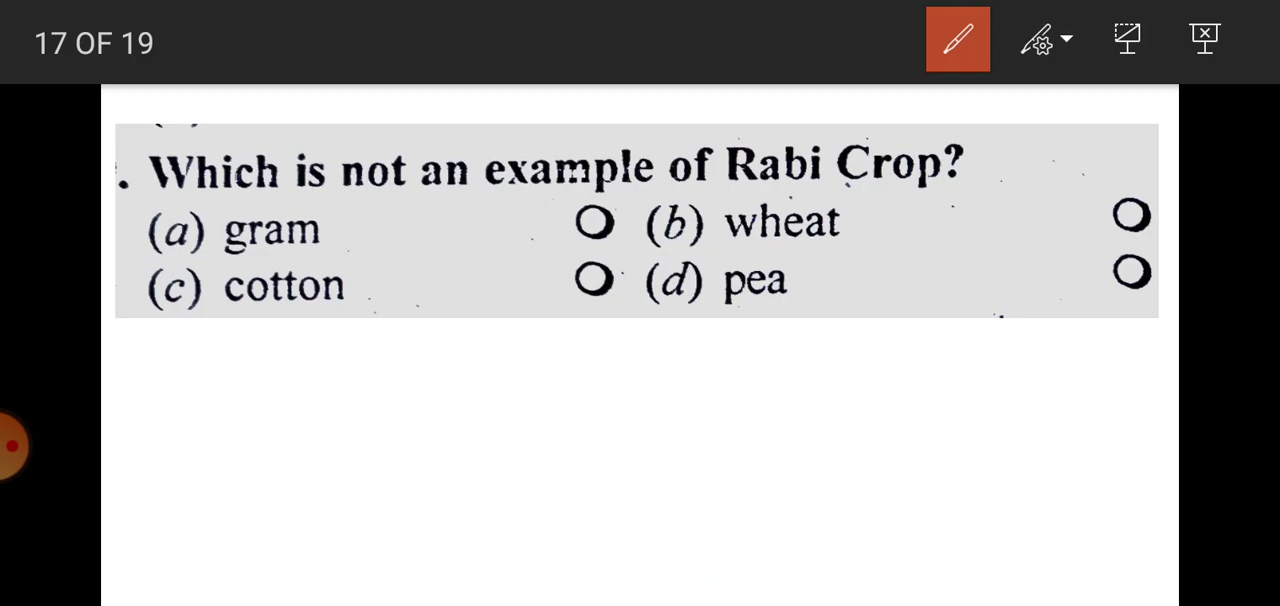 17 OF 19
. Which is not an example of Rabi Crop?
(a) gram O (b) wheat O
(c) cotton O (d) pea O